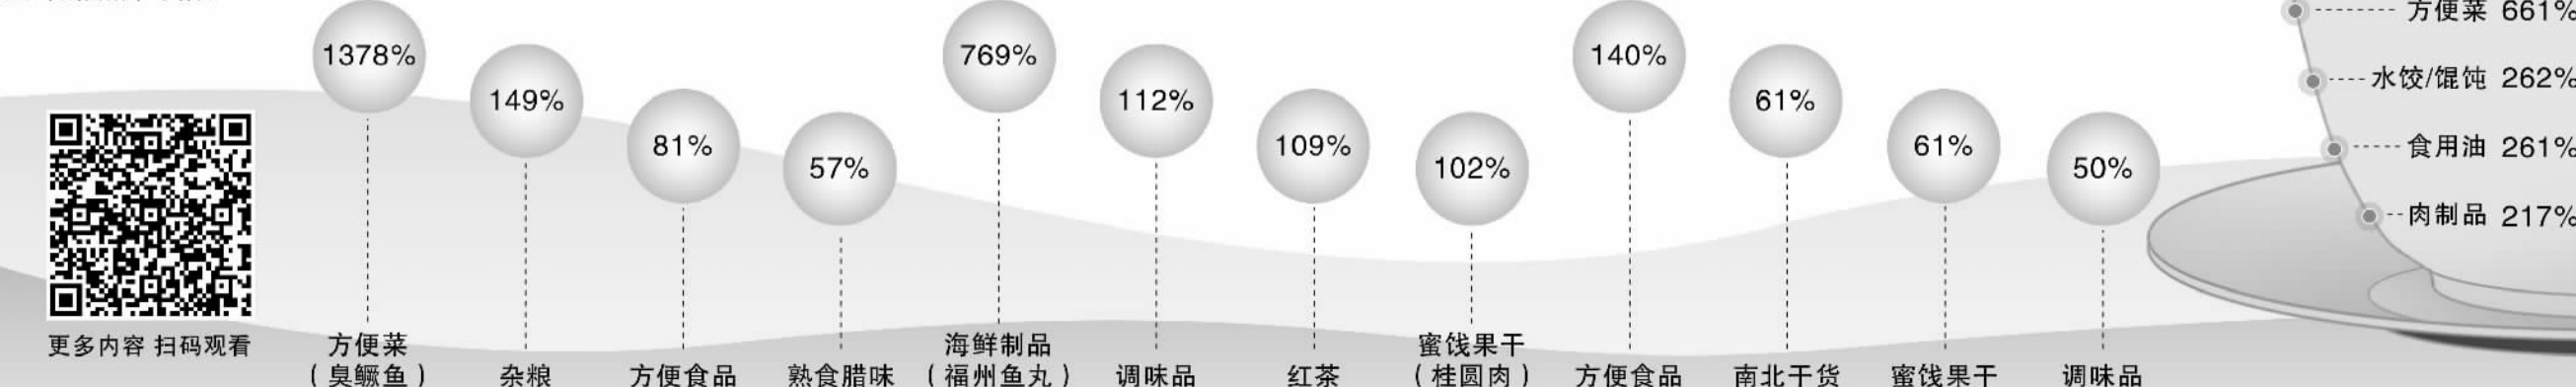 1378%
149%
81%
57%
769%
112%
109%
102%
140%
61%
61%
50%
方便菜 661%
水饺/馄饨 262%
食用油 261%
肉制品 217%
更多内容 扫码观看
方便菜
（臭鳜鱼）
杂粮
方便食品
熟食腊味
海鲜制品
（福州鱼丸）
调味品
红茶
蜜饯果干
（桂圆肉）
方便食品
南北干货
蜜饯果干
调味品